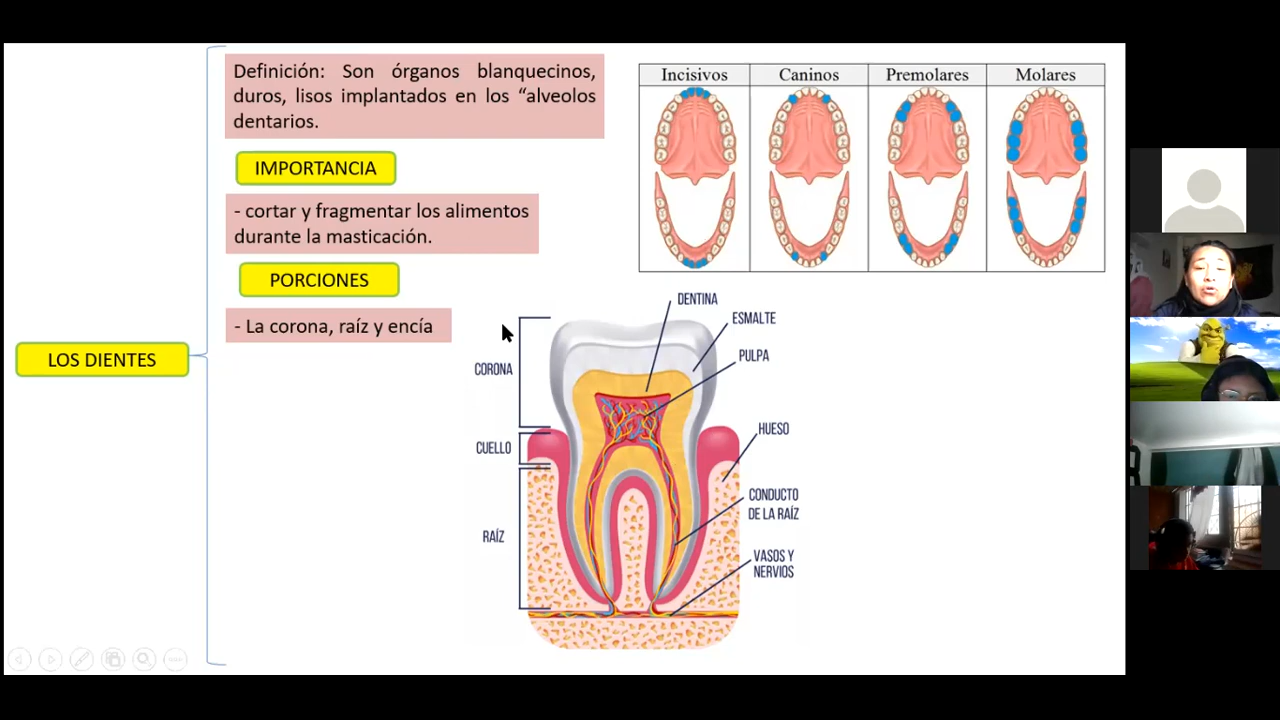 Definición: Son órganos blanquecinos,
duros, lisos implantados en los “alveolos
dentarios.
IMPORTANCIA
- cortar y fragmentar los alimentos
durante la masticación.
PORCIONES
- La corona, raíz y encía
LOS DIENTES
Incisivos
Caninos
Premolares
Molares
DENTINA
ESMALTE
PULPA
CORONA
HUESO
CUELLO
CONDUCTO
DE LA RAÍZ
RAÍZ
VASOS Y
NERVIOS